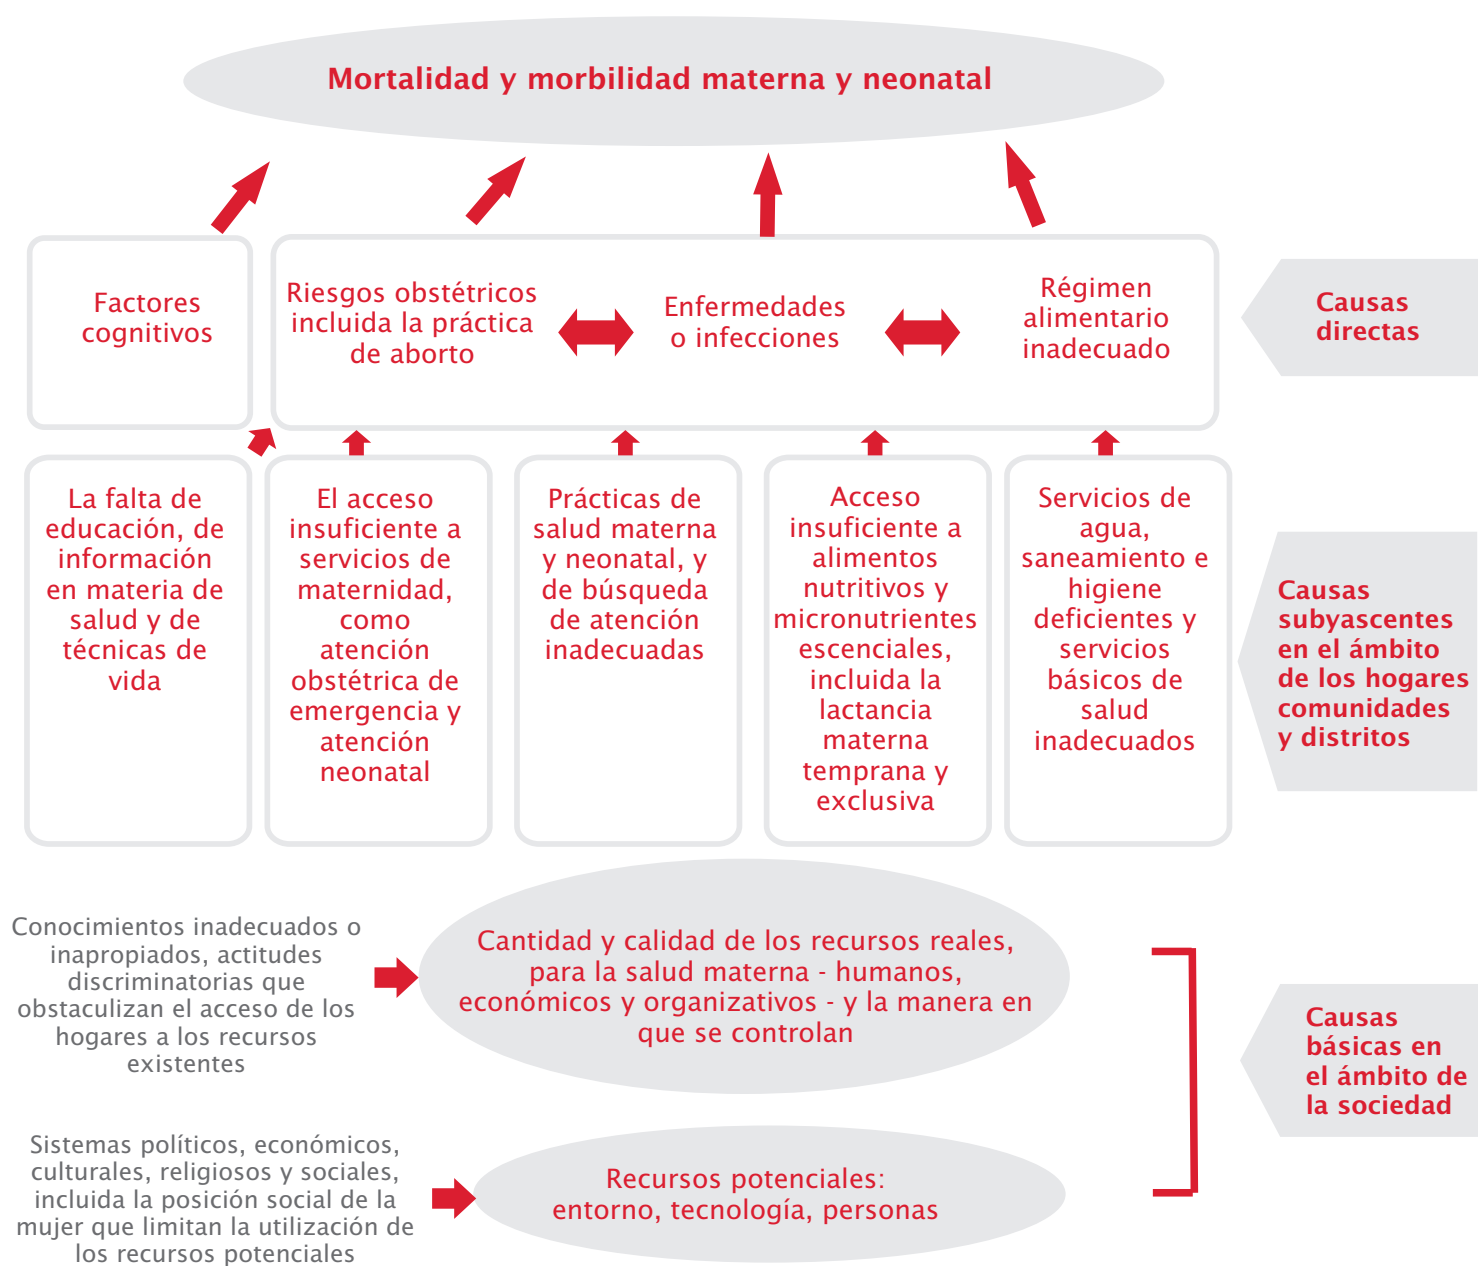 Mortalidad y morbilidad materna y neonatal
Factores
cognitivos
Riesgos obstétricos
incluida la práctica
de aborto
Enfermedades
o infecciones
Régimen
alimentario
inadecuado
Causas
directas
La falta de
educación, de
información
en materia de
salud y de
técnicas de
vida
El acceso
insuficiente a
servicios de
maternidad,
como
atención
obstétrica de
emergencia y
atención
neonatal
Prácticas de
salud materna
y neonatal, y
de búsqueda
de atención
inadecuadas
Acceso
insuficiente a
alimentos
nutritivos y
micronutrientes
escenciales,
incluida la
lactancia
materna
temprana y
exclusiva
Servicios de
agua,
saneamiento e
higiene
deficientes y
servicios
básicos de
salud
inadecuados
Causas
subyascentes
en el ámbito
de los hogares
comunidades
y distritos
Conocimientos inadecuados o
inapropiados, actitudes
discriminatorias que
obstaculizan el acceso de los
hogares a los recursos
existentes
Cantidad y calidad de los recursos reales,
para la salud materna - humanos,
económicos y organizativos - y la manera en
que se controlan
Causas
básicas en
el ámbito de
la sociedad
Sistemas políticos, económicos,
culturales, religiosos y sociales,
incluida la posición social de la
mujer que limitan la utilización de
los recursos potenciales
Recursos potenciales:
entorno, tecnología, personas